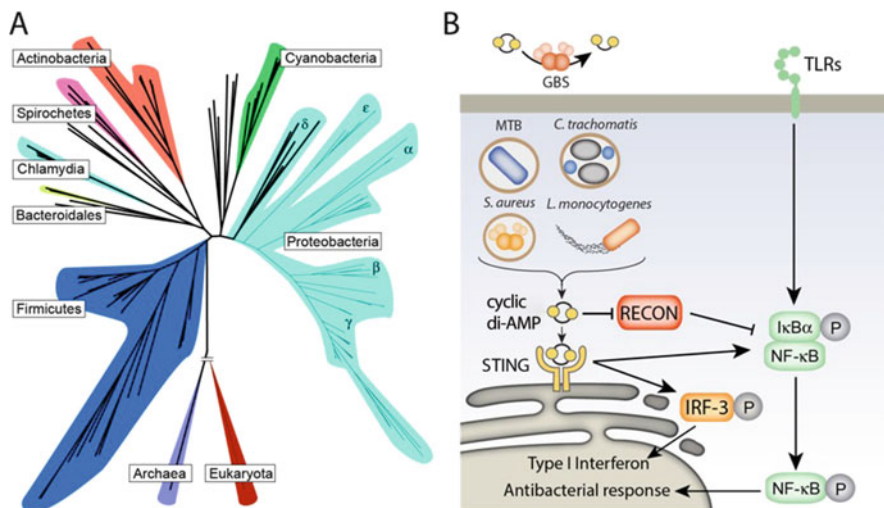 A
Actinobacteria
Cyanobacteria
Spirochetes
δ
ε
α
Chlamydia
Bacteroidales
Proteobacteria
β
Firmicutes
γ
Archaea
Eukaryota
B
GBS
TLRs
MTB
C. trachomatis
S. aureus
L. monocytogenes
cyclic
di-AMP
RECON
IκBα
P
NF-κB
STING
IRF-3
P
Type I Interferon
Antibacterial response
NF-κB
P